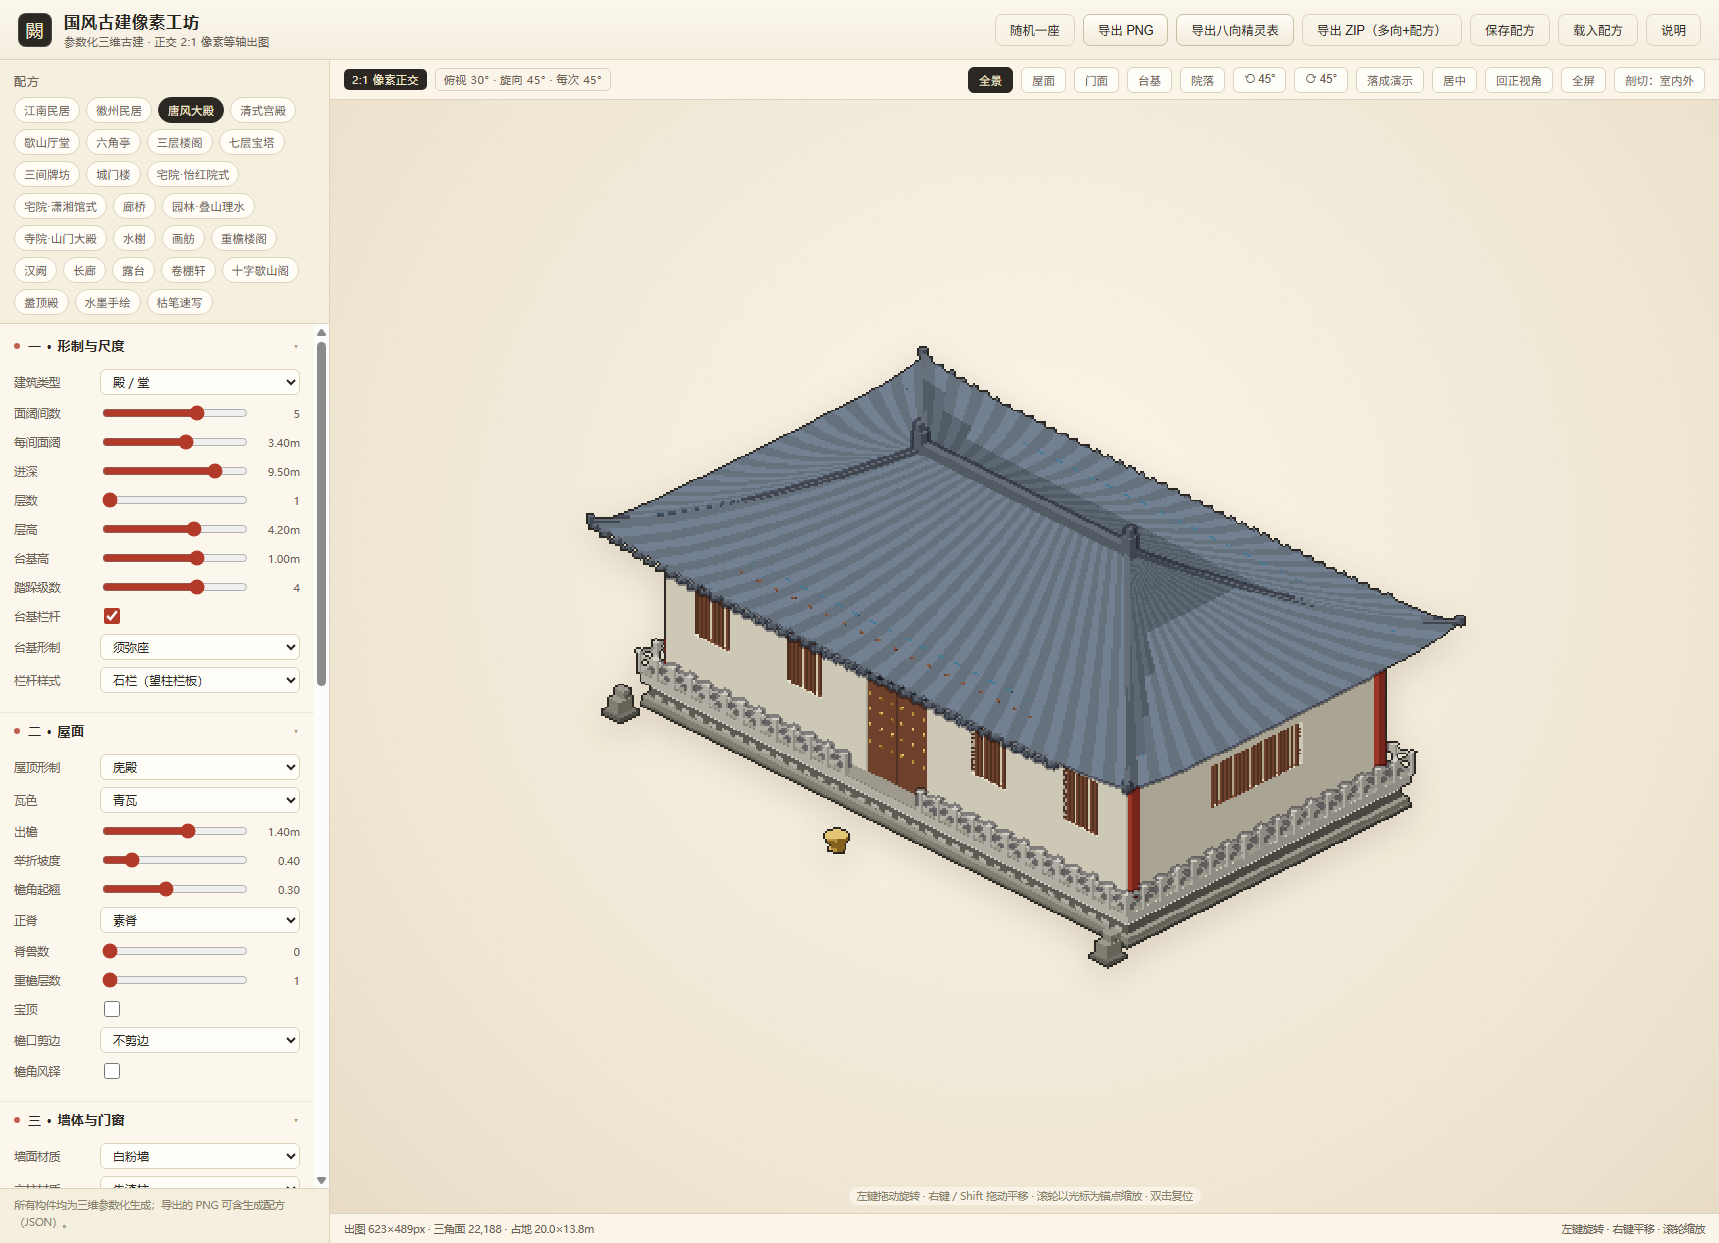 闕
国风古建像素工坊
参数化三维古建 · 正交 2:1 像素等轴出图
随机一座 导出 PNG 导出八向精灵表 导出 ZIP（多向+配方） 保存配方 载入配方 说明
配方
江南民居 徽州民居 唐风大殿 清式宫殿
歇山厅堂 六角亭 三层楼阁 七层宝塔
三间牌坊 城门楼 宅院·怡红院式
宅院·潇湘馆式 廊桥 园林·叠山理水
寺院·山门大殿 水榭 画舫 重檐楼阁
汉阙 长廊 露台 卷棚轩 十字歇山阁
盝顶殿 水墨手绘 枯笔速写
2:1 像素正交 俯视 30° · 旋向 45° · 每次 45°
全景 屋面 门面 台基 院落 45° 45° 落成演示 居中 回正视角 全屏 剖切：室内外
一 • 形制与尺度
建筑类型 殿 / 堂
面阔间数 5
每间面阔 3.40m
进深 9.50m
层数 1
层高 4.20m
台基高 1.00m
踏跺级数 4
台基栏杆
台基形制 须弥座
栏杆样式 石栏（望柱栏板）
二 • 屋面
屋顶形制 庑殿
瓦色 青瓦
出檐 1.40m
举折坡度 0.40
檐角起翘 0.30
正脊 素脊
脊兽数 0
重檐层数 1
宝顶
檐口剪边 不剪边
檐角风铎
三 • 墙体与门窗
墙面材质 白粉墙
所有构件均为三维参数化生成；导出的 PNG 可含生成配方
（JSON）。
左键拖动旋转 · 右键 / Shift 拖动平移 · 滚轮以光标为锚点缩放 · 双击复位
出图 623×489px · 三角面 22,188 · 占地 20.0×13.8m
左键旋转 · 右键平移 · 滚轮缩放